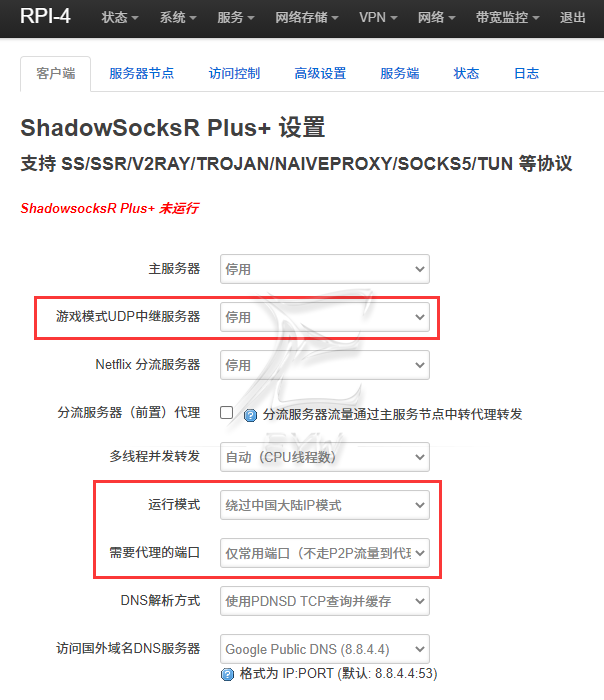 RPI-4 状态 系统 服务 网络存储 VPN 网络 带宽监控 退出
客户端 服务器节点 访问控制 高级设置 服务端 状态 日志
ShadowSocksR Plus+ 设置
支持 SS/SSR/V2RAY/TROJAN/NAIVEPROXY/SOCKS5/TUN 等协议
ShadowsocksR Plus+ 未运行
主服务器 停用
游戏模式UDP中继服务器 停用
Netflix 分流服务器 停用
分流服务器（前置）代理 分流服务器流量通过主服务节点中转代理转发
多线程并发转发 自动（CPU线程数）
运行模式 绕过中国大陆IP模式
需要代理的端口 仅常用端口（不走P2P流量到代理
DNS解析方式 使用PDNSD TCP查询并缓存
访问国外域名DNS服务器 Google Public DNS (8.8.4.4)
格式为 IP:PORT (默认: 8.8.4.4:53)